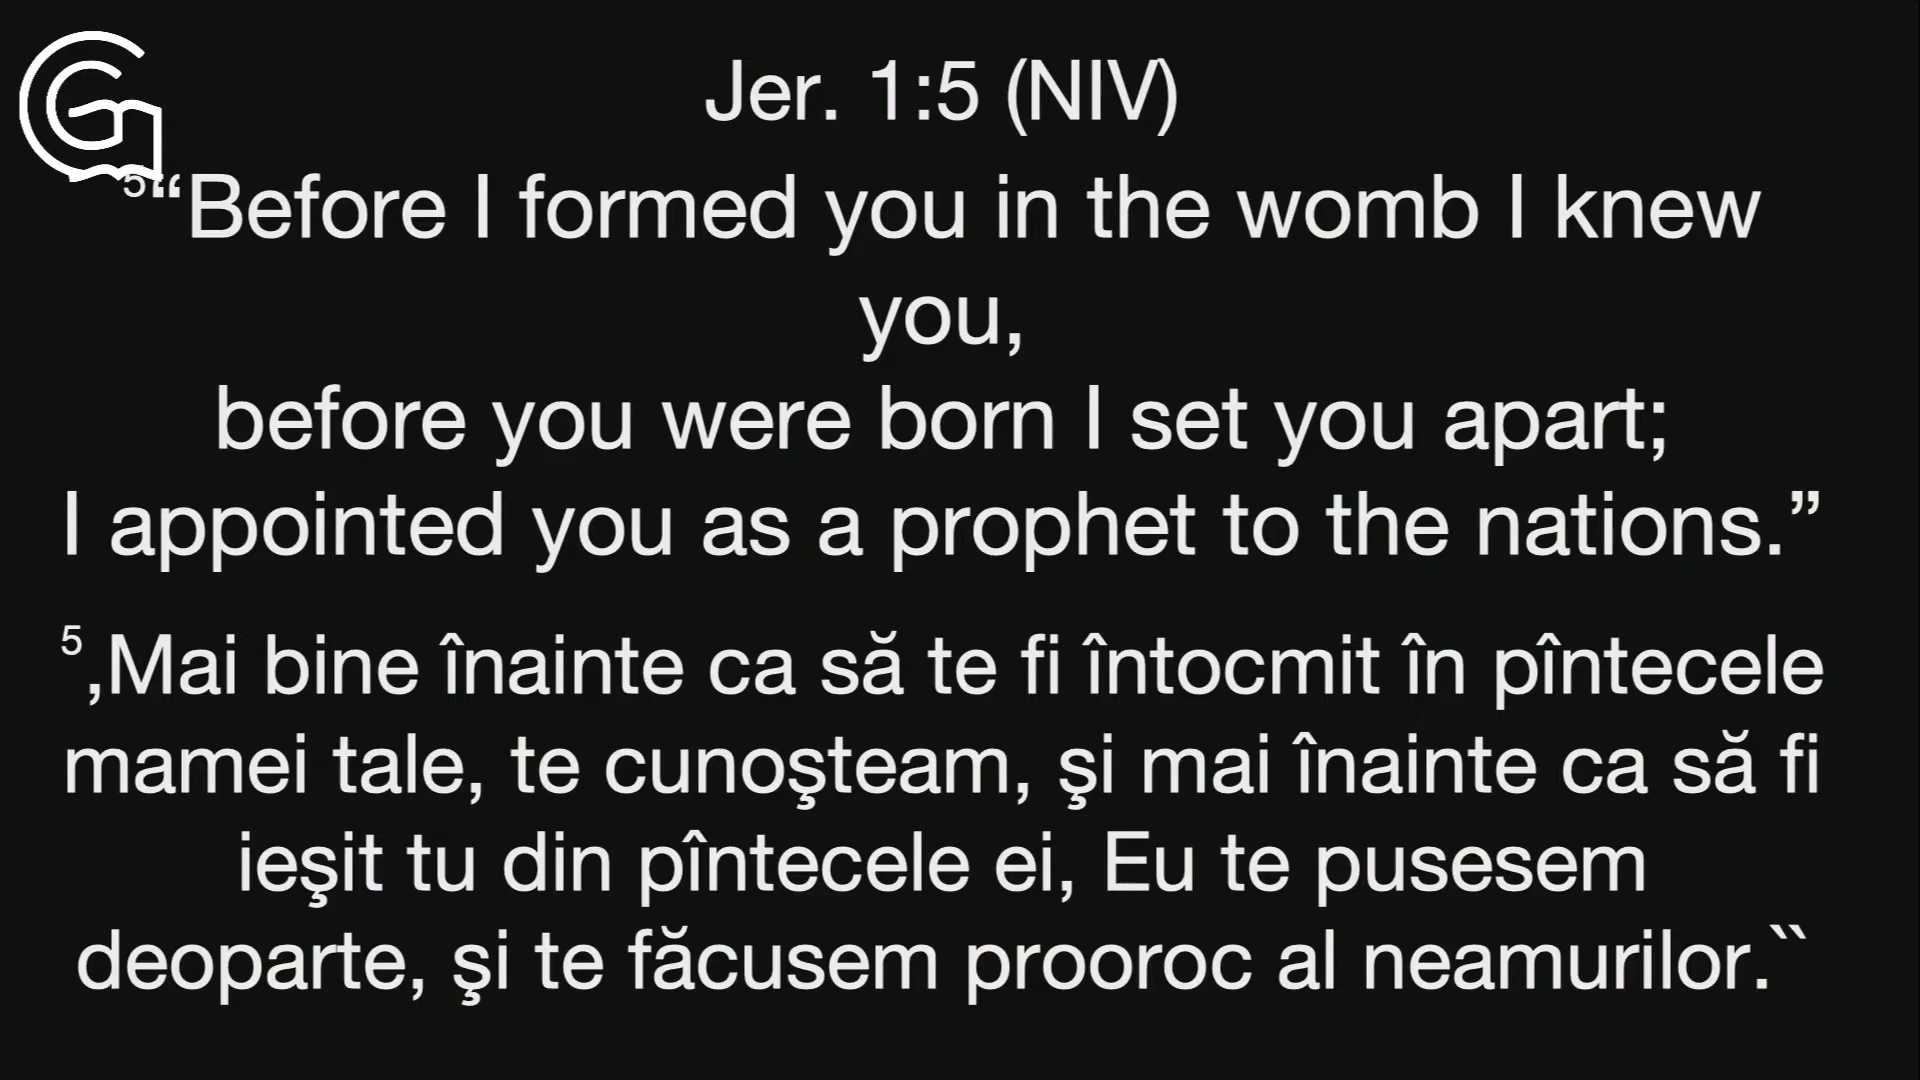 Jer. 1:5 (NIV)
5“Before I formed you in the womb I knew
you,
before you were born I set you apart;
I appointed you as a prophet to the nations.”
5,Mai bine înainte ca să te fi întocmit în pîntecele
mamei tale, te cunoşteam, şi mai înainte ca să fi
ieşit tu din pîntecele ei, Eu te pusesem
deoparte, şi te făcusem prooroc al neamurilor.``